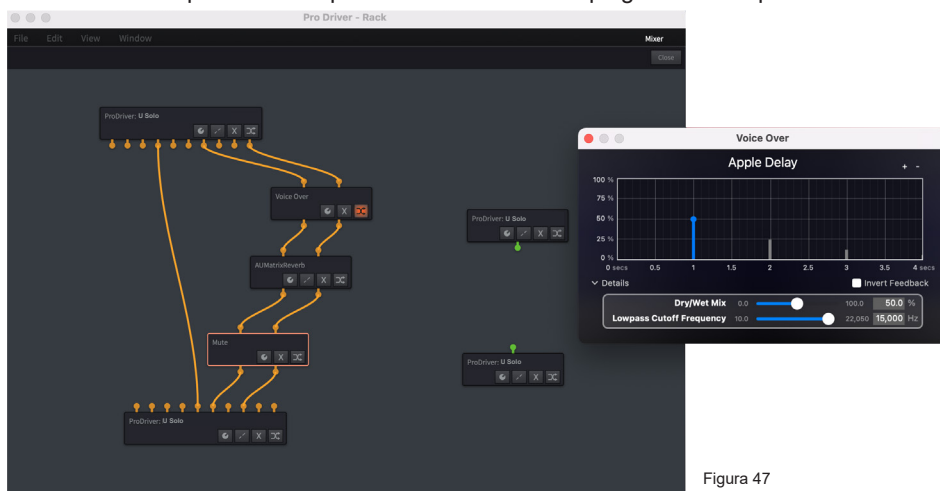 Pro Driver - Rack
File Edit View Window
Mixer
Close
ProDriver: U Solo
X
Voice Over
X
AUMatrixReverb
X
Mute
X
ProDriver: U Solo
X
ProDriver: U Solo
X
ProDriver: U Solo
X
Voice Over
Apple Delay
+ -
100 %
75 %
50 %
25 %
0 %
0 secs 0.5 1 1.5 2 2.5 3 3.5 4 secs
Details
Invert Feedback
Dry/Wet Mix 0.0 100.0 50.0 %
Lowpass Cutoff Frequency 10.0 22,050 15,000 Hz
Figura 47